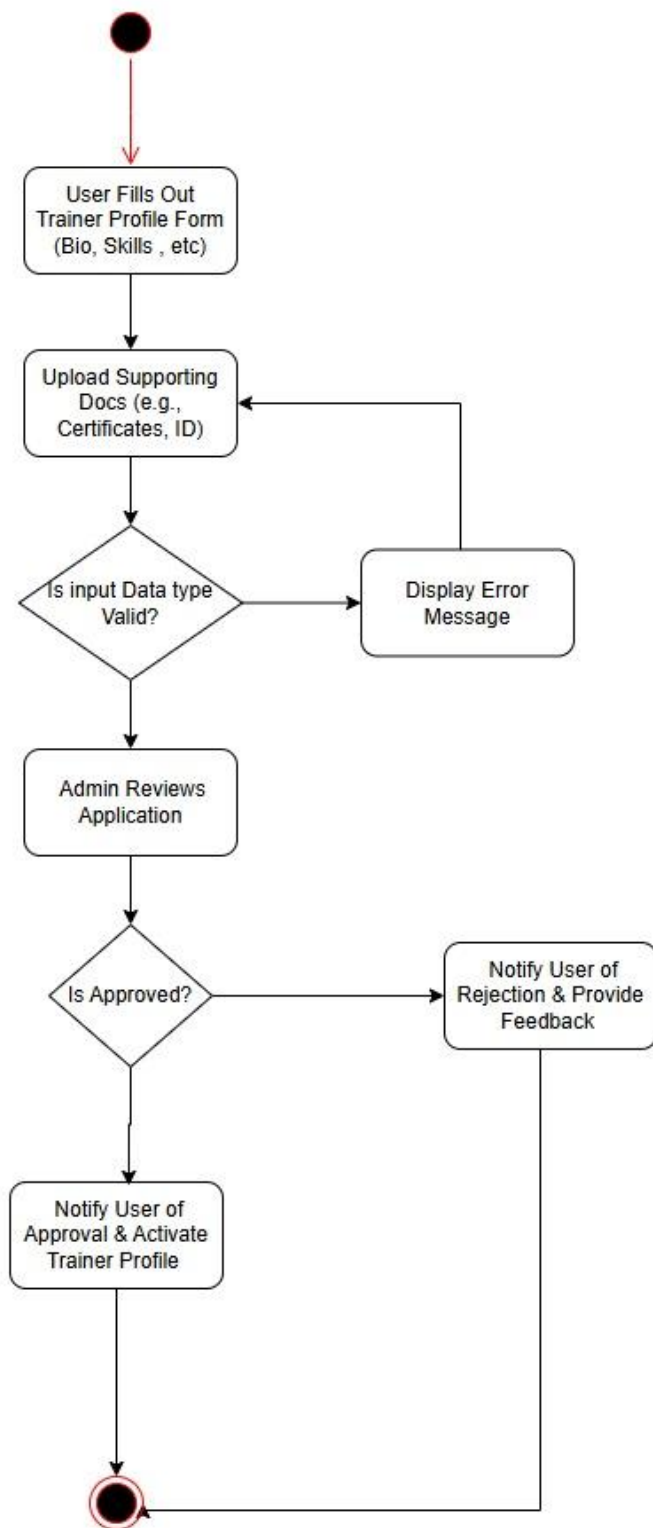 User Fills Out
Trainer Profile Form
(Bio, Skills , etc)
Upload Supporting
Docs (e.g.,
Certificates, ID)
Is input Data type
Valid?
Display Error
Message
Admin Reviews
Application
Is Approved?
Notify User of
Rejection & Provide
Feedback
Notify User of
Approval & Activate
Trainer Profile